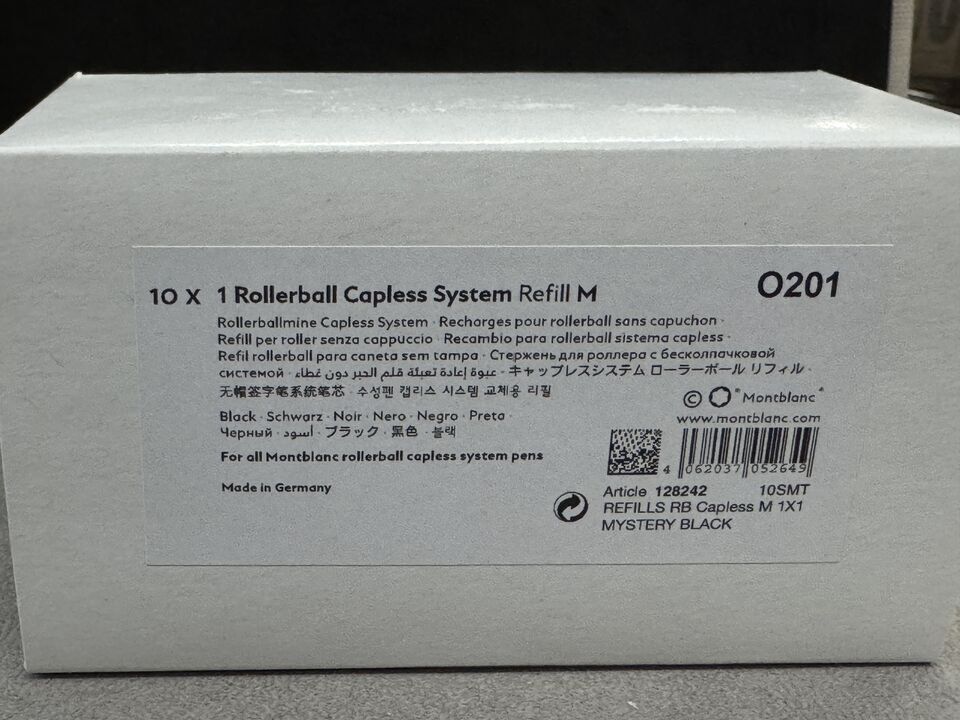 10 X 1 Rollerball Capless System Refill M
O201
Rollerballmine Capless System · Recharges pour rollerball sans capuchon ·
Refill per roller senza cappuccio · Recambio para rollerball sistema capless ·
Refil rollerball para caneta sem tampa · Стержень для роллера с бесколпачковой
системой · عبوة إعادة تعبئة قلم الحبر دون غطاء · キャップレスシステム ローラーボール リフィル ·
无帽签字笔系统笔芯 · 수성펜 캡리스 시스템 교체용 리필
Black · Schwarz · Noir · Nero · Negro · Preta ·
Черный · أسود · ブラック · 黑色 · 블랙
For all Montblanc rollerball capless system pens
Made in Germany
© ® Montblanc®
www.montblanc.com
4 062037 052649
Article 128242 10SMT
REFILLS RB Capless M 1X1
MYSTERY BLACK